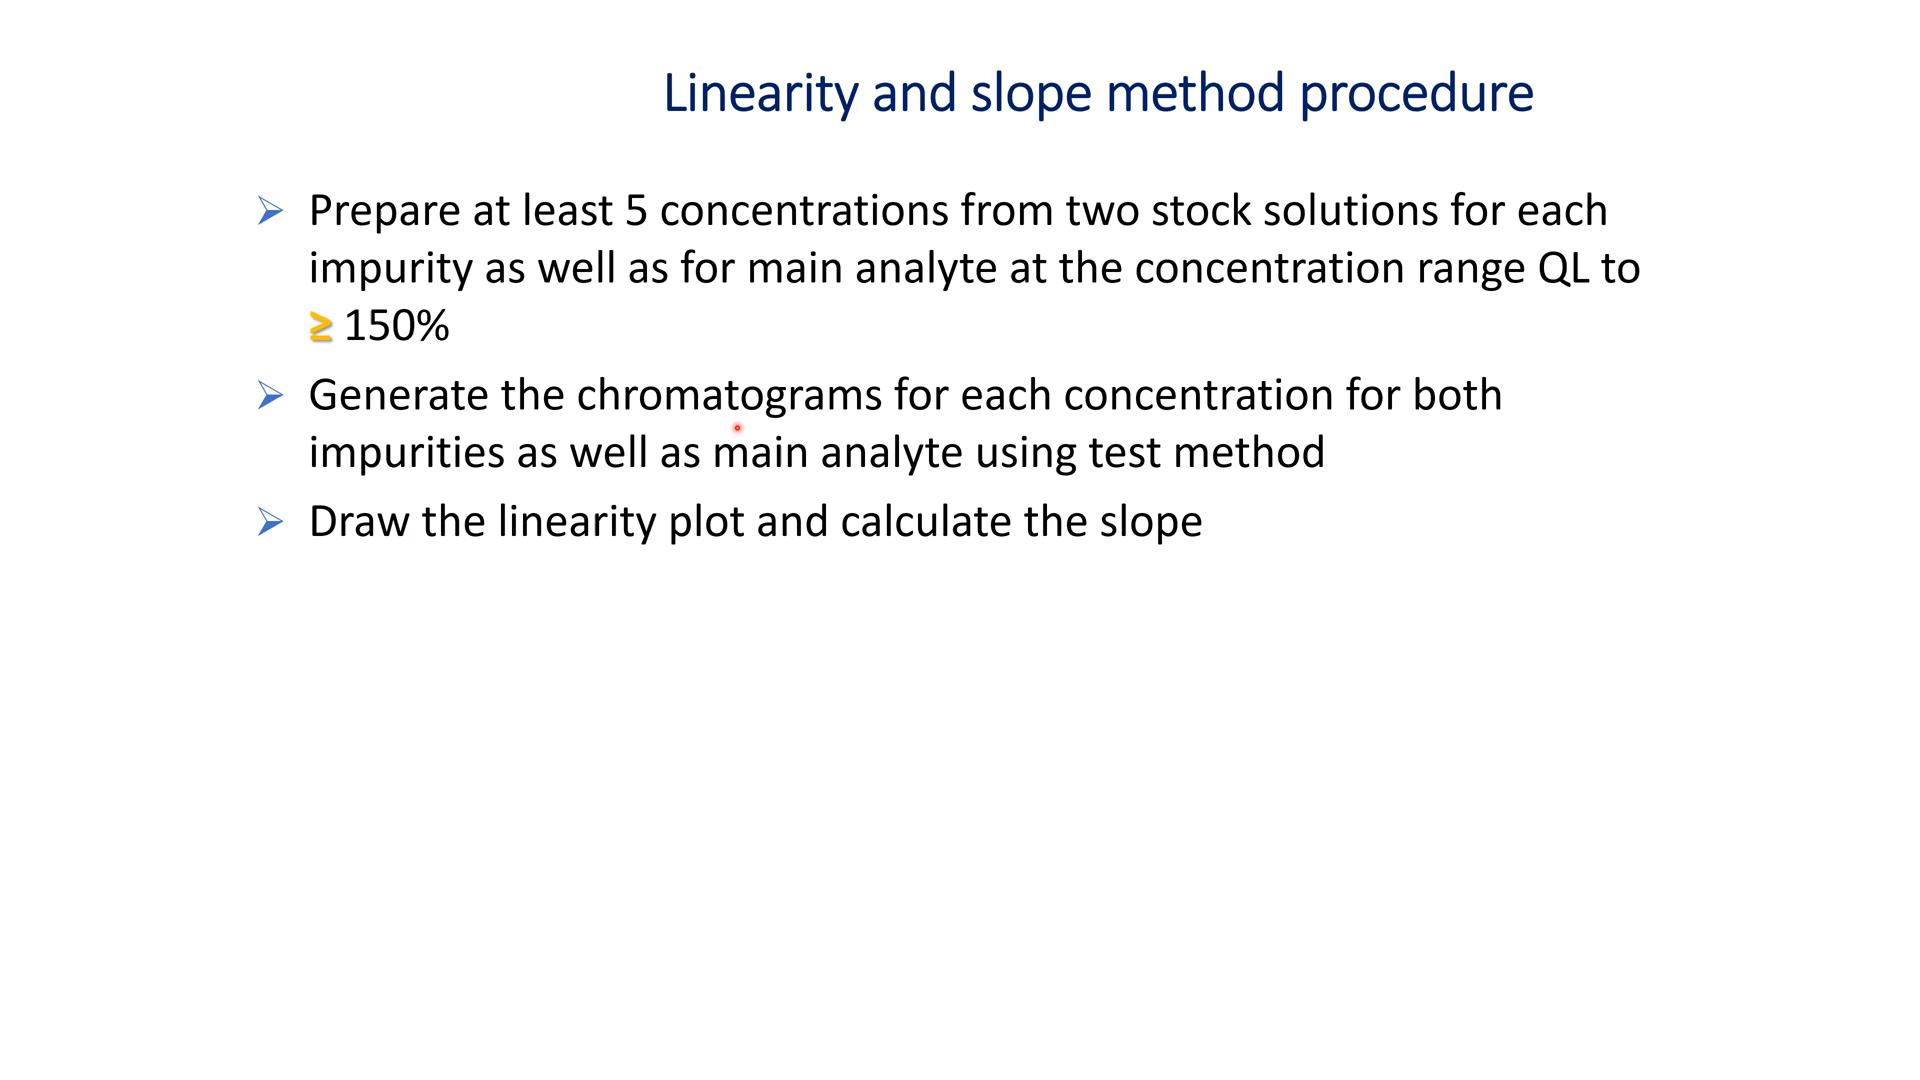 Linearity and slope method procedure
Prepare at least 5 concentrations from two stock solutions for each
impurity as well as for main analyte at the concentration range QL to
≥ 150%
Generate the chromatograms for each concentration for both
impurities as well as main analyte using test method
Draw the linearity plot and calculate the slope